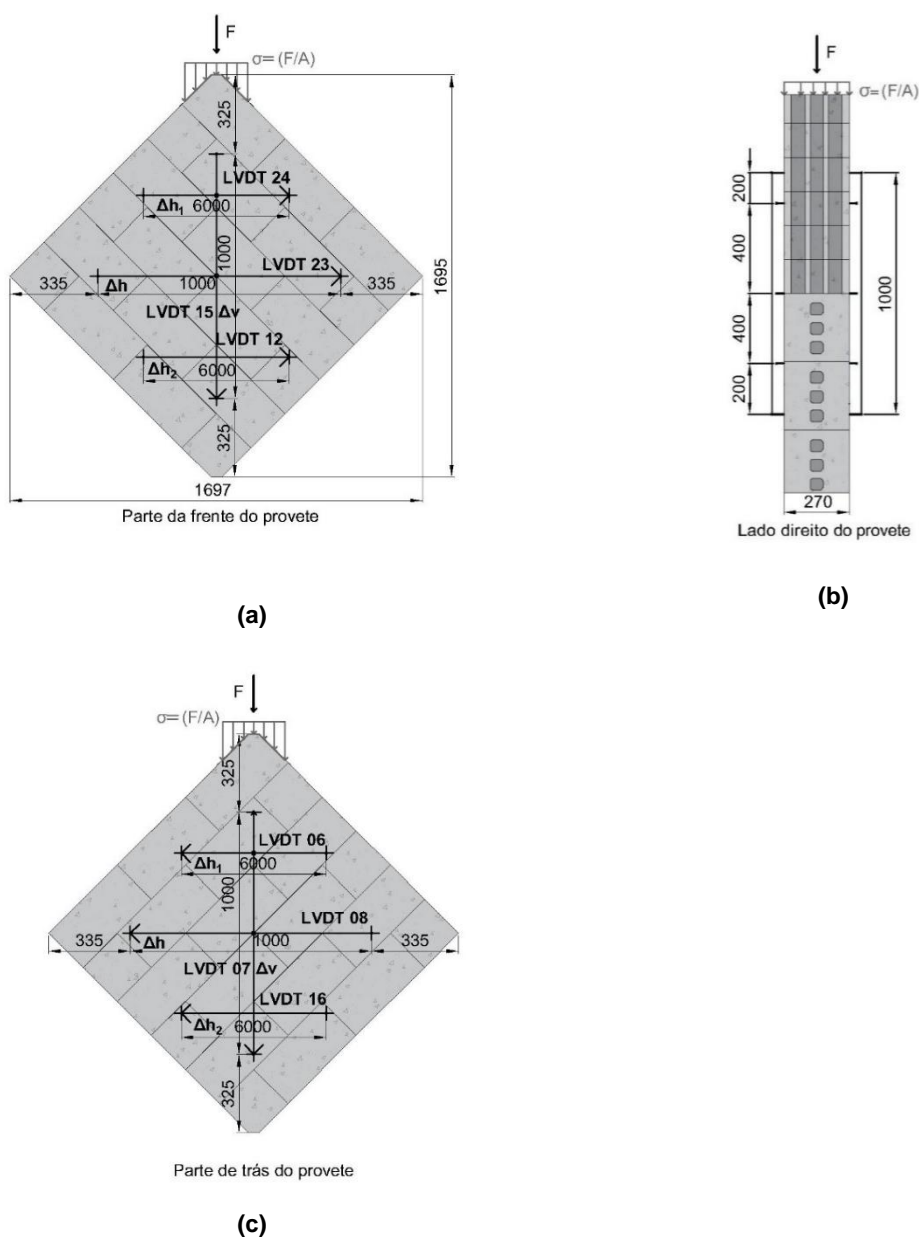 F
σ= (F/A)
325
LVDT 24
Δh₁ 6000
1000
LVDT 23
Δh
335 1000 335
1695
LVDT 15 Δv
LVDT 12
Δh₂ 6000
325
1697
Parte da frente do provete
(a)
F
σ= (F/A)
200
400
400
200
1000
270
Lado direito do provete
(b)
F
σ= (F/A)
325
LVDT 06
Δh₁ 6000
1000
LVDT 08
Δh
335 1000 335
LVDT 07 Δv
LVDT 16
Δh₂ 6000
325
Parte de trás do provete
(c)